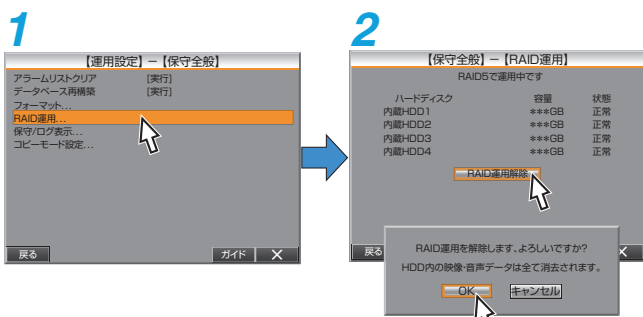 1
【運用設定】－【保守全般】
アラームリストクリア [実行]
データベース再構築 [実行]
フォーマット...
RAID運用...
保守/ログ表示...
コピーモード設定...
戻る ガイド X
2
【保守全般】－【RAID運用】
RAID5で運用中です
ハードディスク 容量 状態
内蔵HDD1 ***GB 正常
内蔵HDD2 ***GB 正常
内蔵HDD3 ***GB 正常
内蔵HDD4 ***GB 正常
RAID運用解除
戻る X
RAID運用を解除します、よろしいですか?
HDD内の映像・音声データは全て消去されます。
OK キャンセル